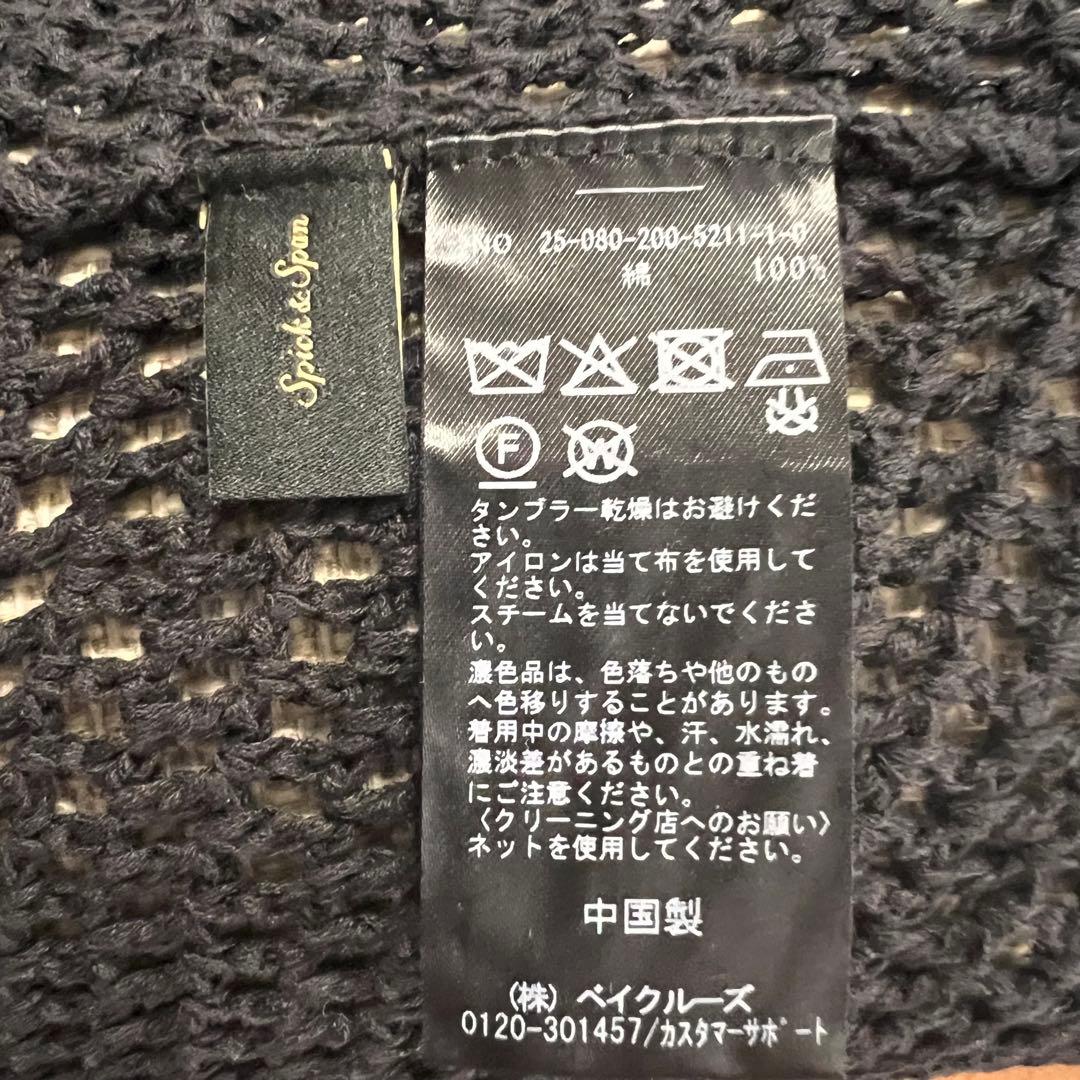 Spick & Span
NO 25-080-200-5211-1-0
綿 100%
F
W
タンブラー乾燥はお避けくだ
さい。
アイロンは当て布を使用して
ください。
スチームを当てないでくださ
い。
濃色品は、色落ちや他のもの
へ色移りすることがあります。
着用中の摩擦や、汗、水濡れ、
濃淡差があるものとの重ね着
にご注意ください。
〈クリーニング店へのお願い〉
ネットを使用してください。
中国製
(株) ベイクルーズ
0120-301457/カスタマーサポート